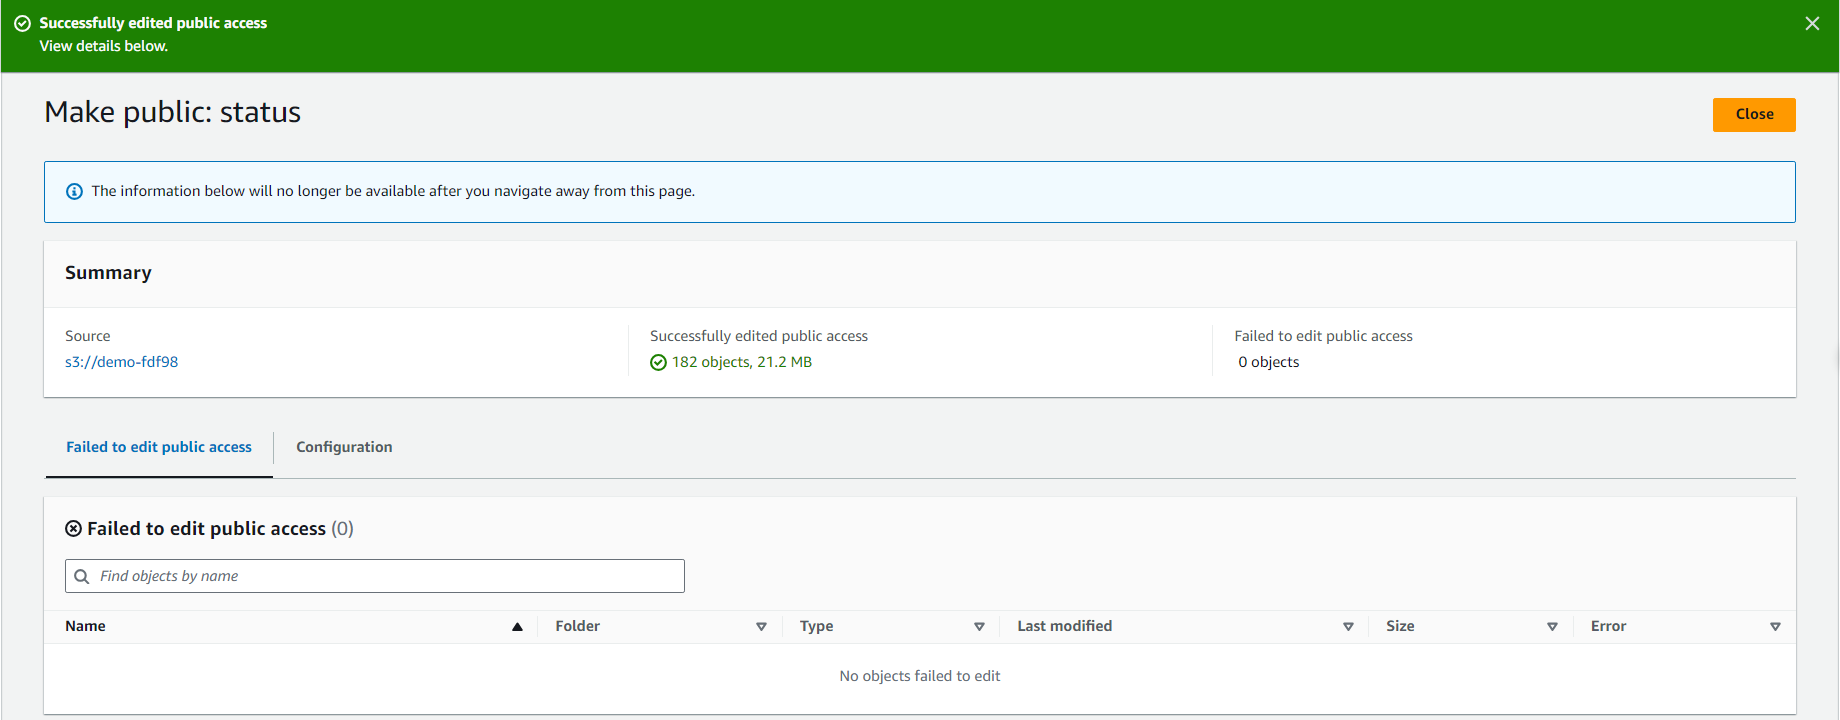 Successfully edited public access
View details below.
Make public: status
Close
The information below will no longer be available after you navigate away from this page.
Summary
Source
s3://demo-fdf98
Successfully edited public access
182 objects, 21.2 MB
Failed to edit public access
0 objects
Failed to edit public access
Configuration
Failed to edit public access (0)
Find objects by name
Name Folder Type Last modified Size Error
No objects failed to edit